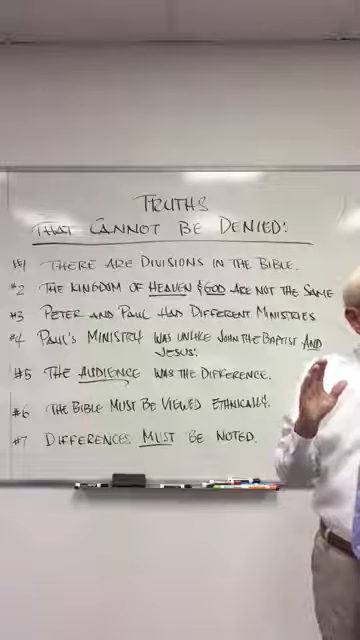 TRUTHS
THAT CANNOT BE DENIED:
#1 THERE ARE DIVISIONS IN THE BIBLE.
#2 THE KINGDOM OF HEAVEN & GOD ARE NOT THE SAME
#3 PETER AND PAUL HAD DIFFERENT MINISTRIES
#4 PAUL'S MINISTRY WAS UNLIKE JOHN THE BAPTIST AND
JESUS'.
#5 THE AUDIENCE WAS THE DIFFERENCE.
#6 THE BIBLE MUST BE VIEWED ETHNICALLY.
#7 DIFFERENCES MUST BE NOTED.